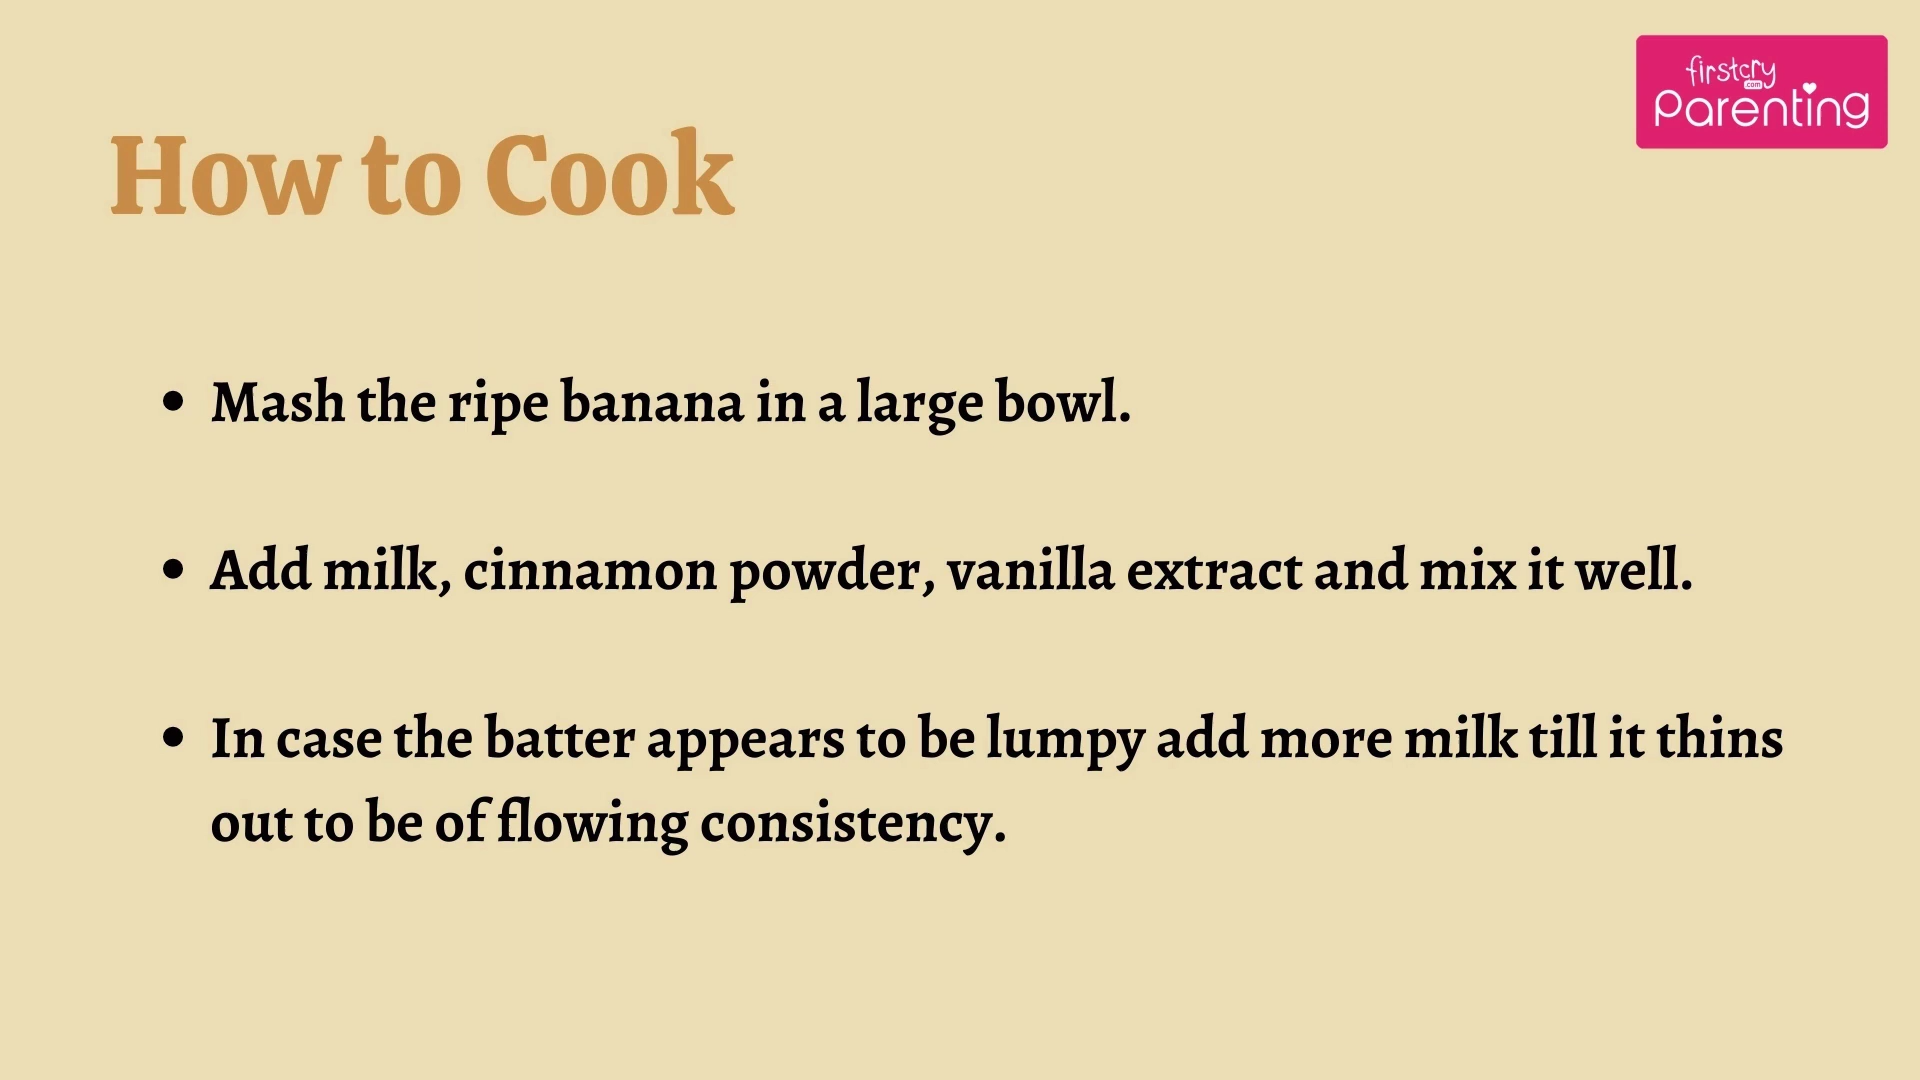 firstcry
.com
Parenting
How to Cook
• Mash the ripe banana in a large bowl.
• Add milk, cinnamon powder, vanilla extract and mix it well.
• In case the batter appears to be lumpy add more milk till it thins
out to be of flowing consistency.